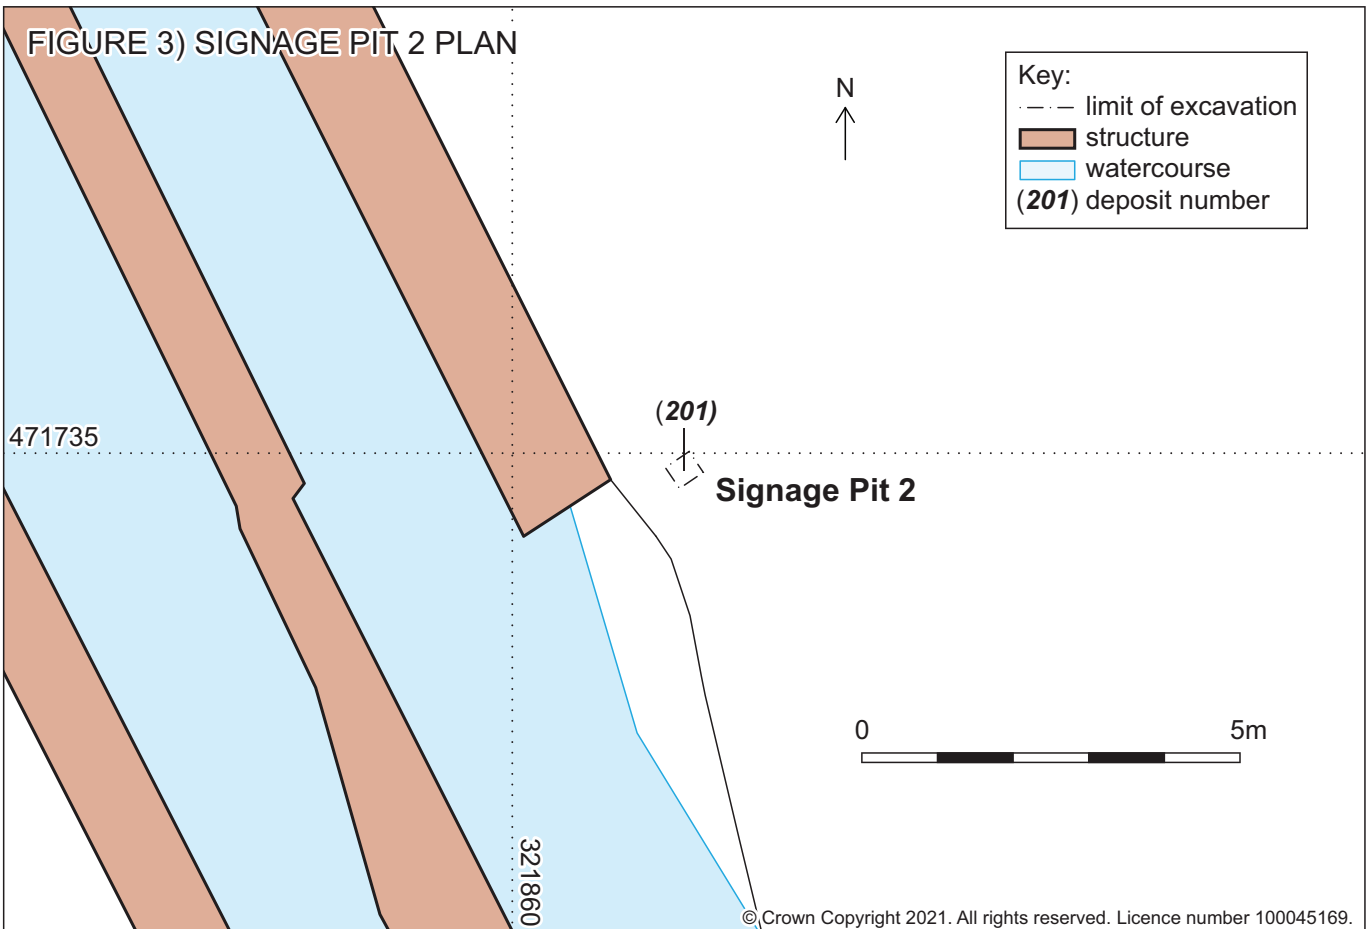 FIGURE 3) SIGNAGE PIT 2 PLAN
N
Key:
limit of excavation
structure
watercourse
(201) deposit number
(201)
471735
Signage Pit 2
0 5m
321860
© Crown Copyright 2021. All rights reserved. Licence number 100045169.